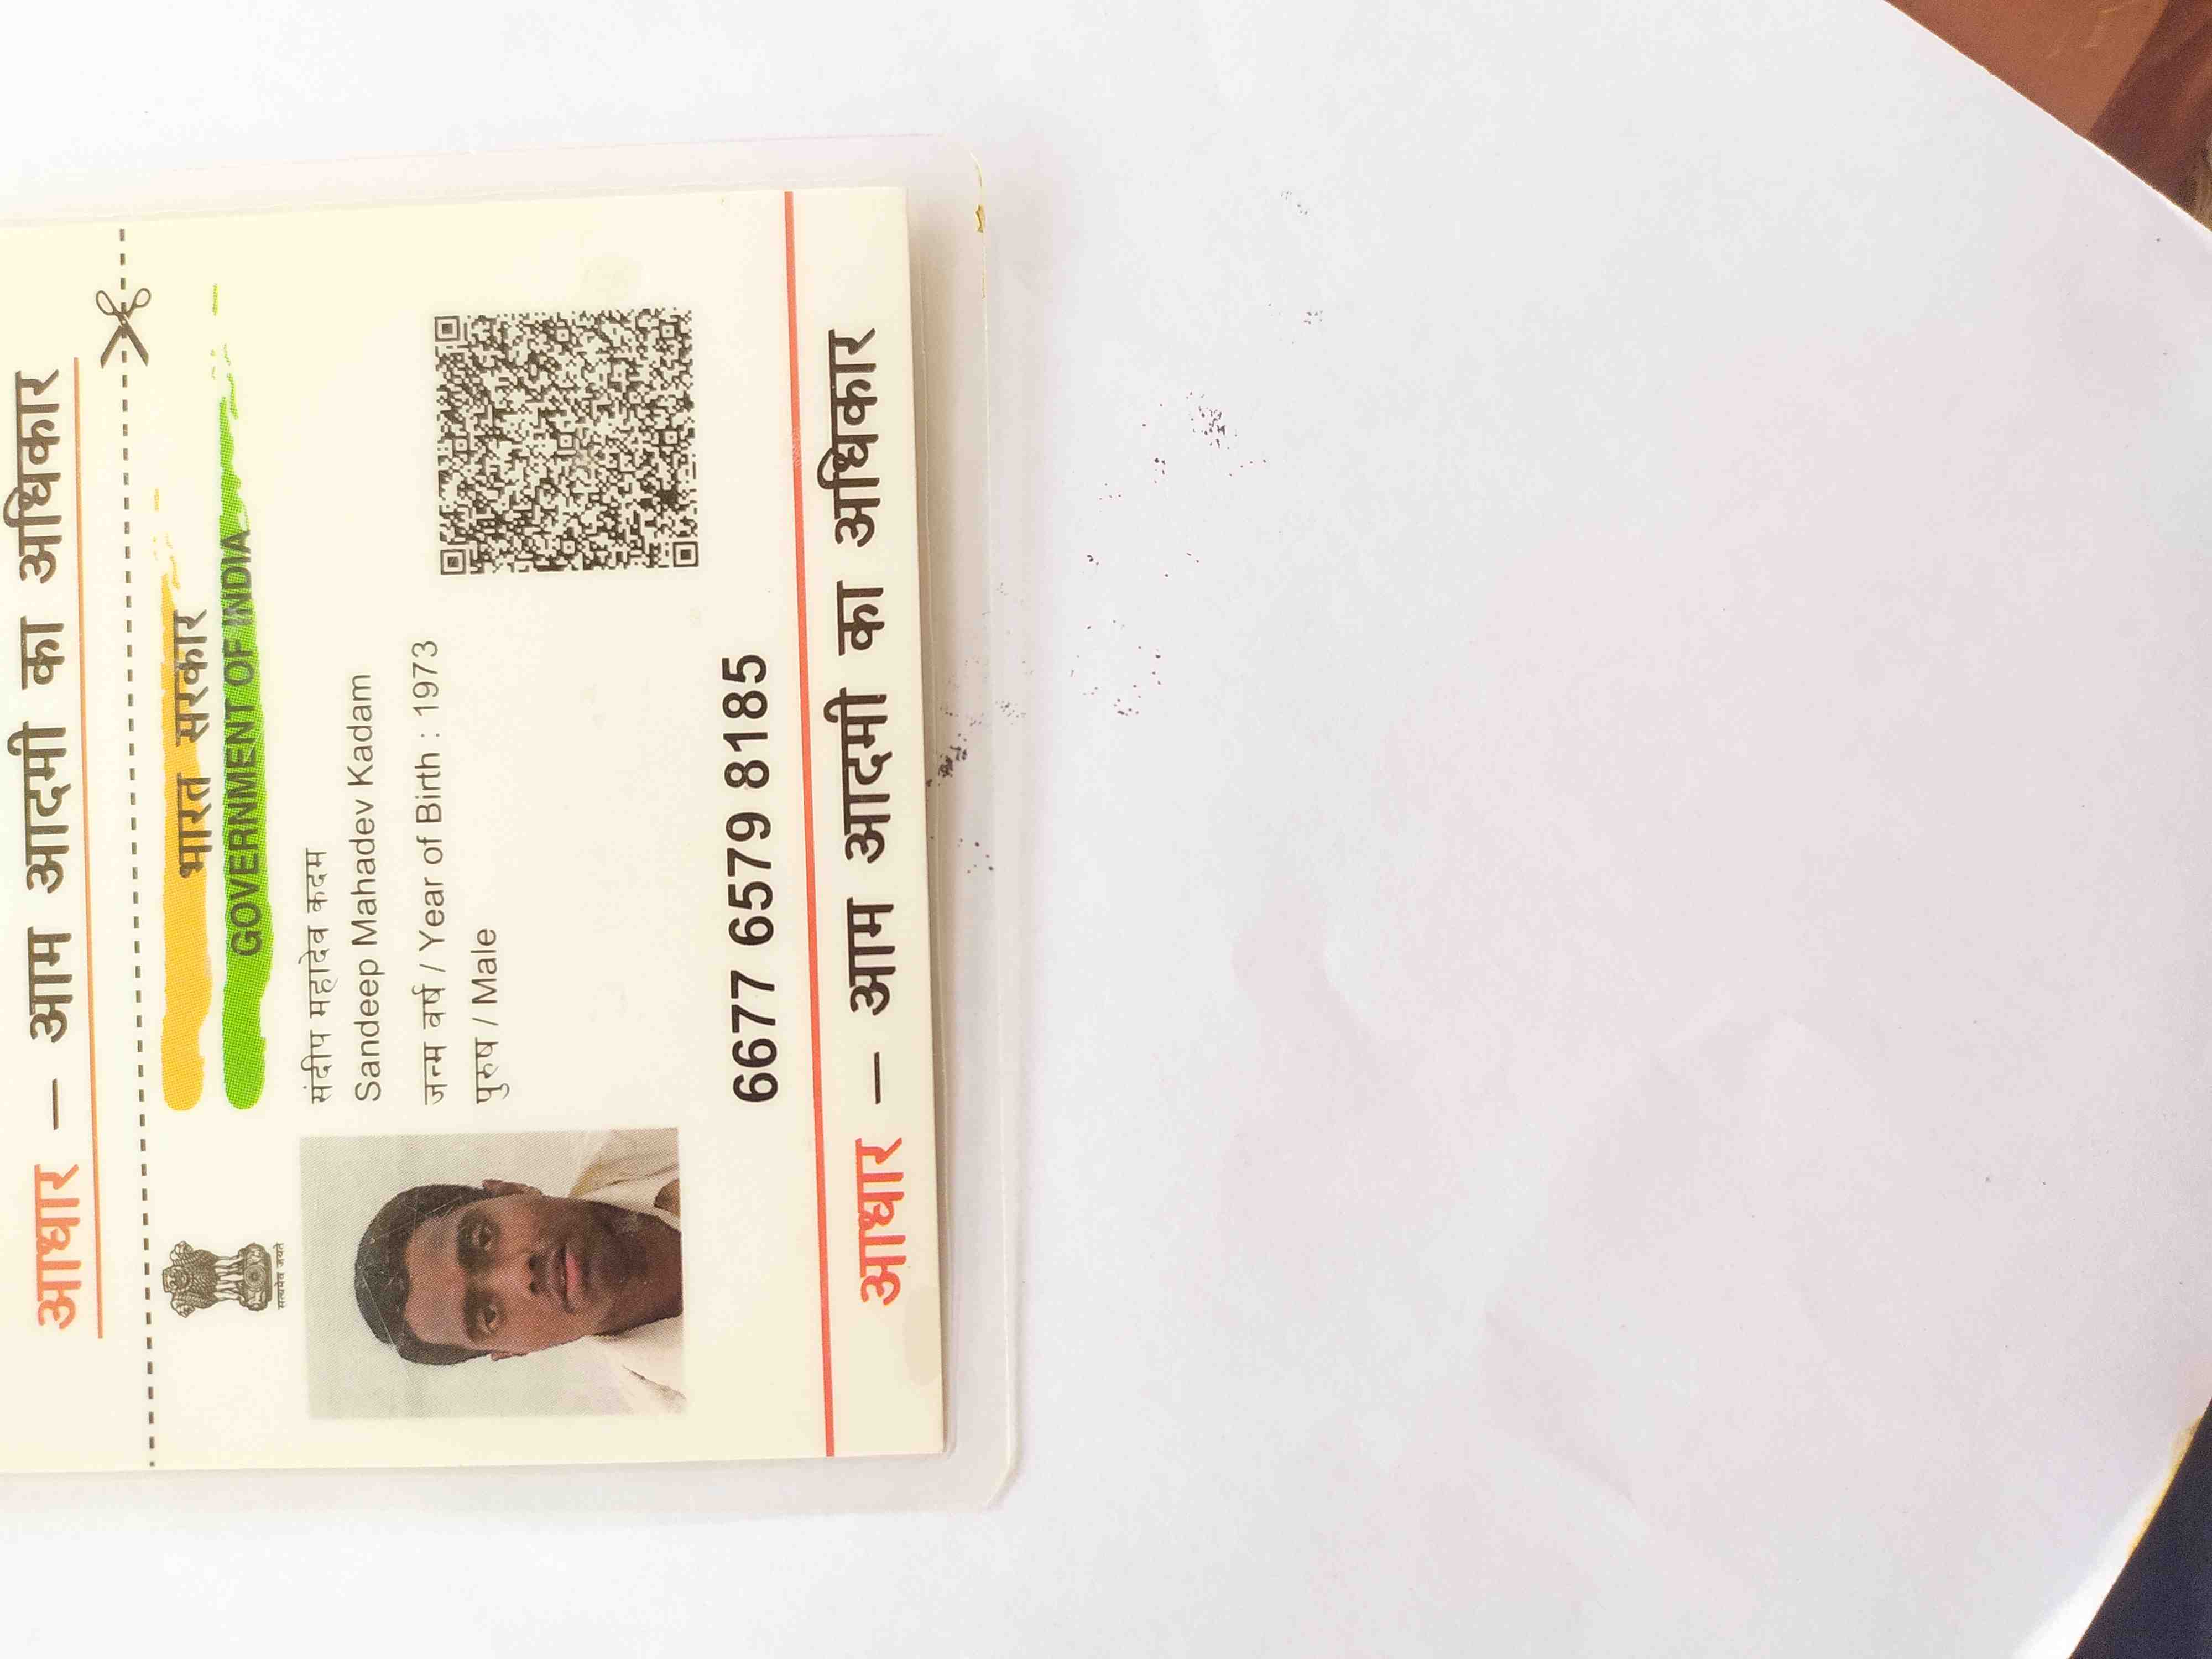 आधार – आम आदमी का अधिकार
भारत सरकार
GOVERNMENT OF INDIA
सत्यमेव जयते
संदीप महादेव कदम
Sandeep Mahadev Kadam
जन्म वर्ष / Year of Birth : 1973
पुरुष / Male
6677 6579 8185
आधार – आम आदमी का अधिकार